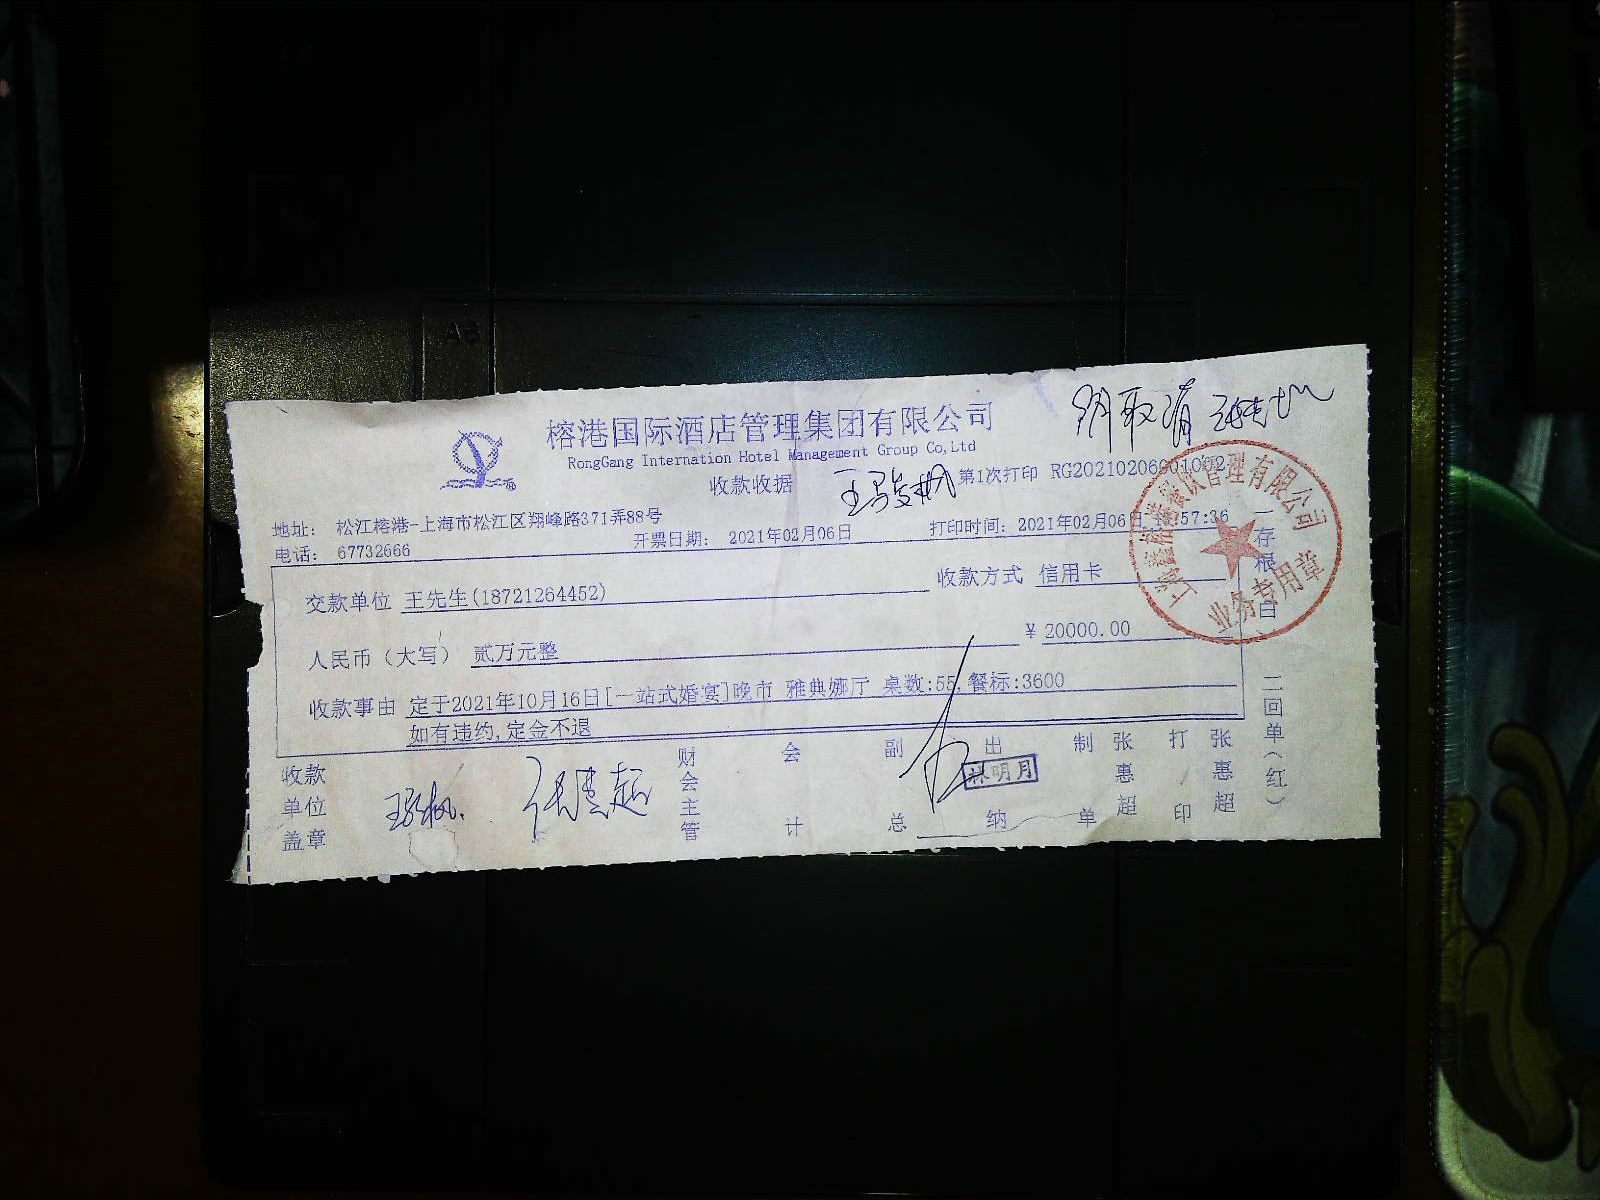 榕港国际酒店管理集团有限公司
RongGang Internation Hotel Management Group Co,Ltd
收款收据
第1次打印 RG20210206001002
地址: 松江榕港-上海市松江区翔峰路371弄88号
电话: 67732666
开票日期: 2021年02月06日
打印时间: 2021年02月06日 :57:36
交款单位 王先生(18721264452)
收款方式 信用卡
人民币(大写) 贰万元整
¥ 20000.00
收款事由 定于2021年10月16日[一站式婚宴]晚市 雅典娜厅 桌数:55,餐标:3600
如有违约,定金不退
收款单位盖章
张惠超
财会主管
会计
副总
出纳
林明月
制单
张惠超
打印
张惠超
一存根白
二回单(红)
管理有限公司
业务专用章